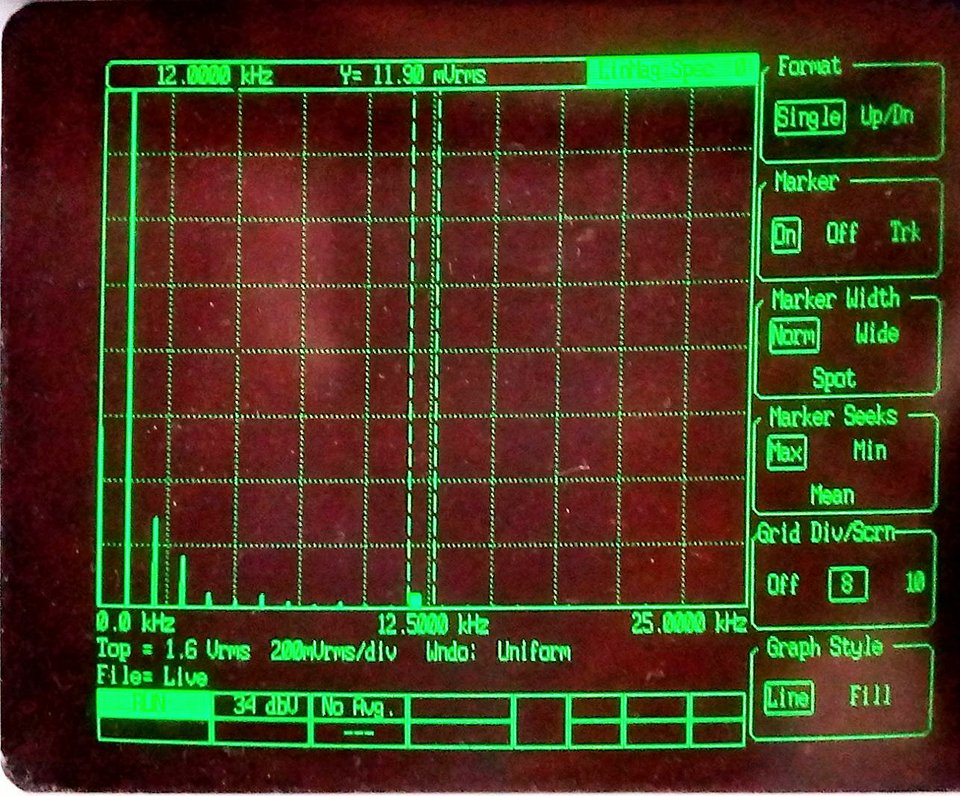 12.0000 kHz Y= 11.90 mVrms LinMag Spec 0
Format
Single Up/Dn
Marker
On Off Trk
Marker Width
Norm Wide
Spot
Marker Seeks
Max Min
Mean
Grid Div/Scrn
Off 8 10
Graph Style
Line Fill
0.0 kHz 12.5000 kHz 25.0000 kHz
Top = 1.6 Vrms 200mVrms/div Wndo: Uniform
File= Live
RUN 34 dbV No Avg.
---